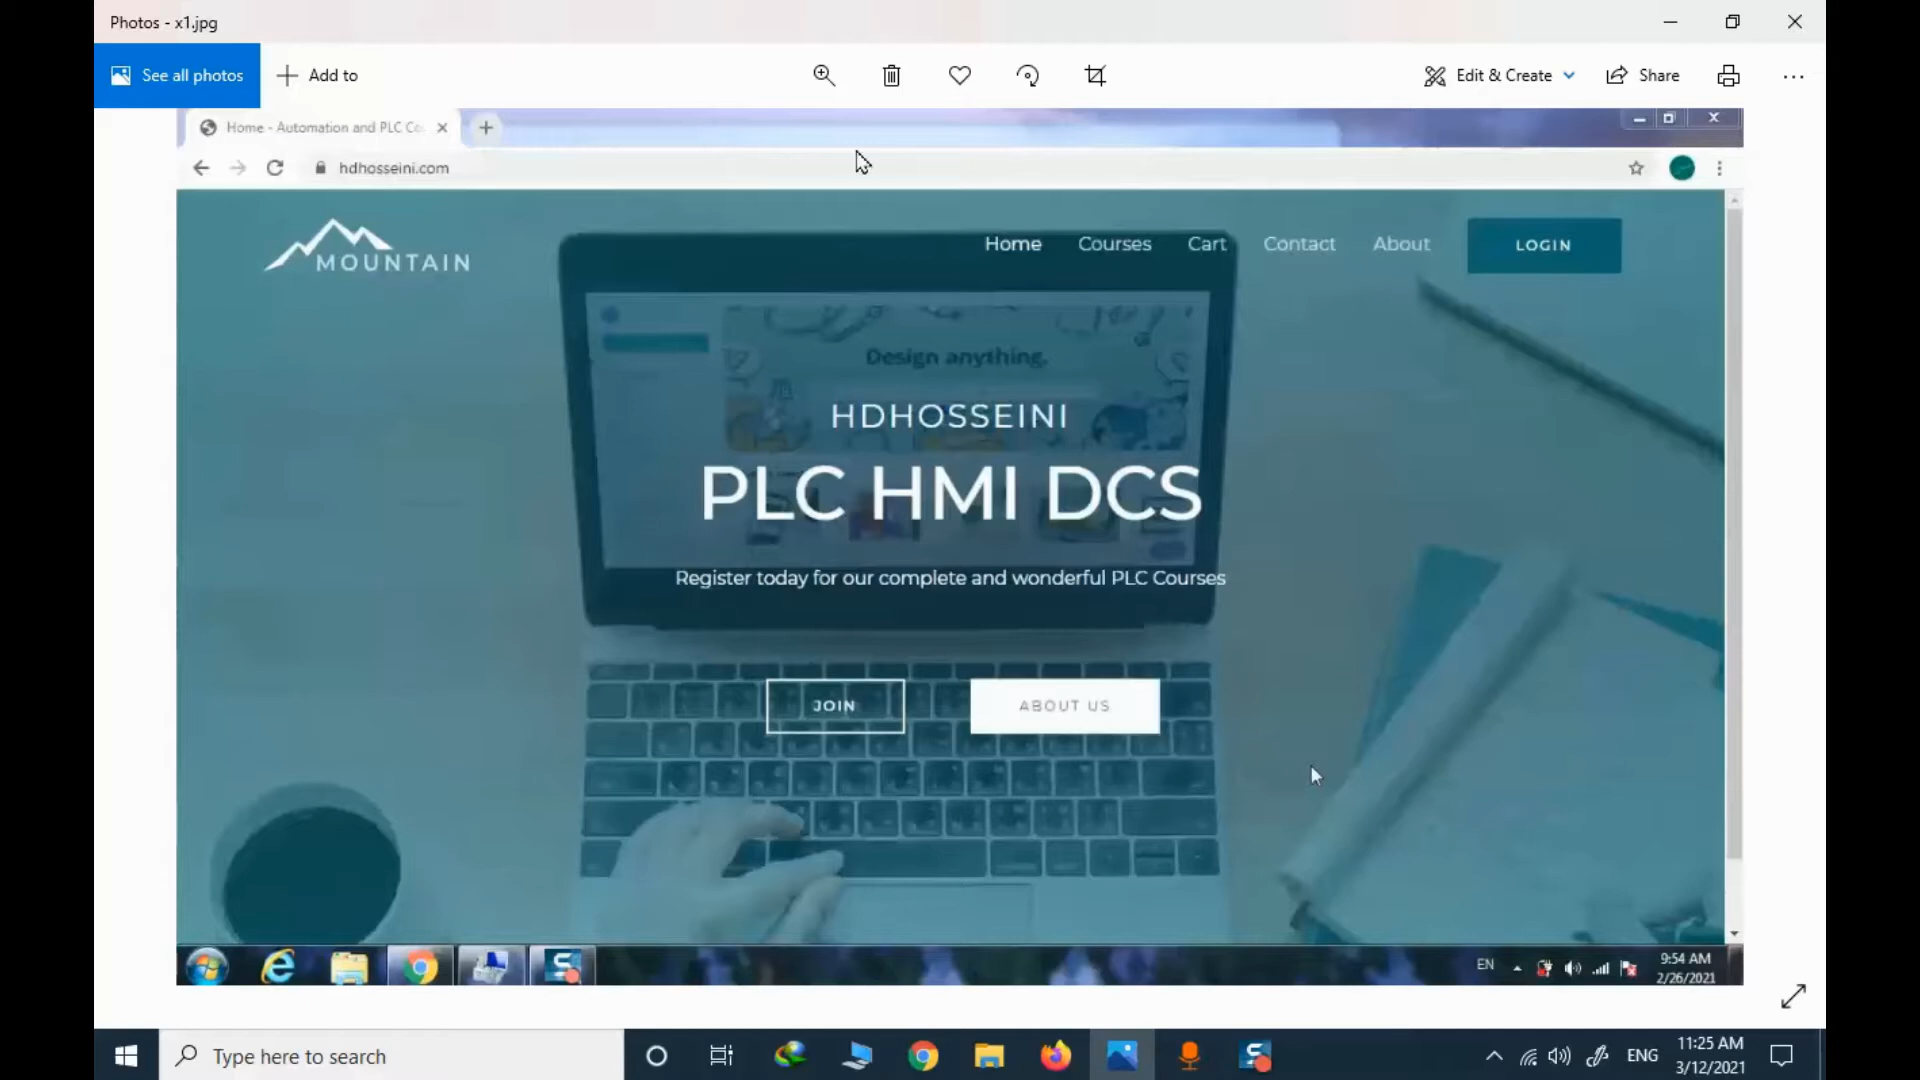 Photos - x1.jpg
See all photos
Add to
Edit & Create
Share
Home - Automation and PLC Co
hdhosseini.com
MOUNTAIN
Home
Courses
Cart
Contact
About
LOGIN
Design anything.
HDHOSSEINI
PLC HMI DCS
Register today for our complete and wonderful PLC Courses
JOIN
ABOUT US
EN
9:54 AM
2/26/2021
Type here to search
ENG
11:25 AM
3/12/2021